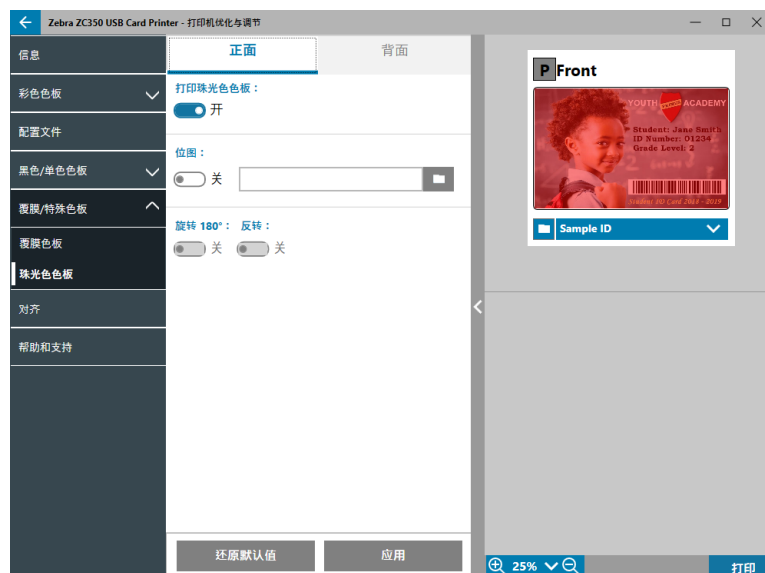 Zebra ZC350 USB Card Printer - 打印机优化与调节
信息
彩色色板
配置文件
黑色/单色色板
覆膜/特殊色板
覆膜色板
珠光色色板
对齐
帮助和支持
正面
背面
打印珠光色色板：
开
位图：
关
旋转 180°： 反转：
关 关
还原默认值
应用
P Front
YOUTH ACADEMY
Student: Jane Smith
ID Number: 01234
Grade Level: 2
Student ID Card 2018 - 2019
Sample ID
25%
打印